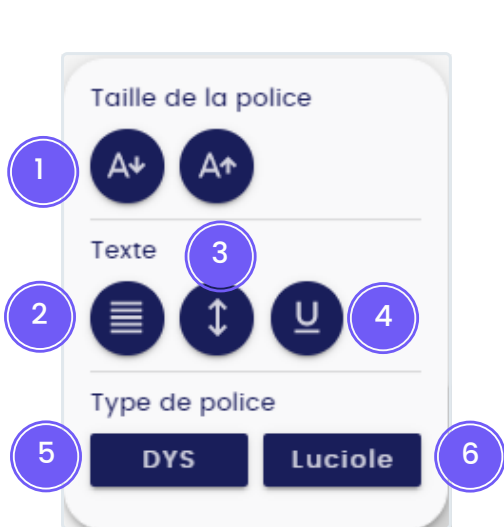 Taille de la police
1 A A
Texte 3
2 U 4
Type de police
5 DYS Luciole 6